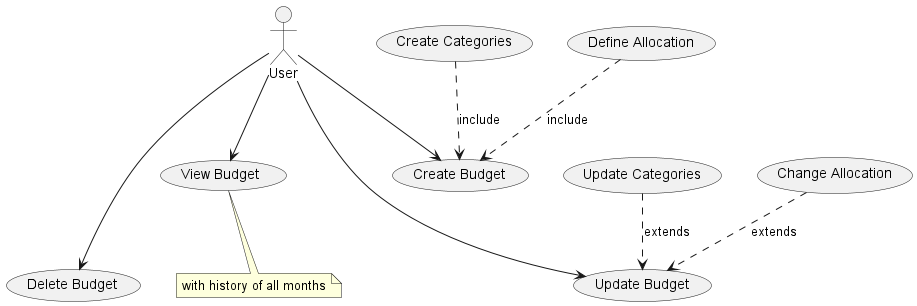 Create Categories
Define Allocation
User
include
include
View Budget
Create Budget
Update Categories
Change Allocation
extends
extends
Delete Budget
with history of all months
Update Budget